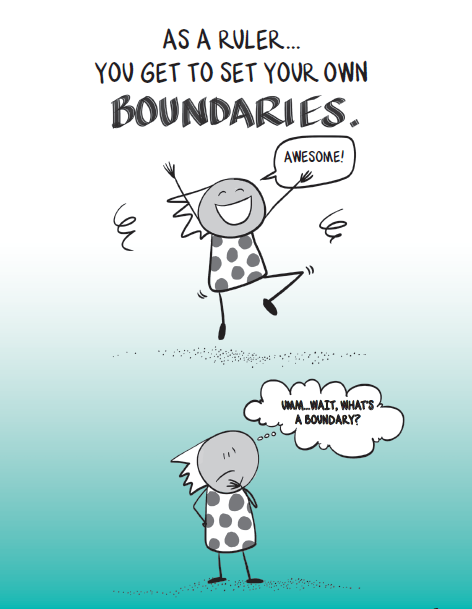 AS A RULER...
YOU GET TO SET YOUR OWN
BOUNDARIES.
AWESOME!
UMM...WAIT, WHAT'S
A BOUNDARY?